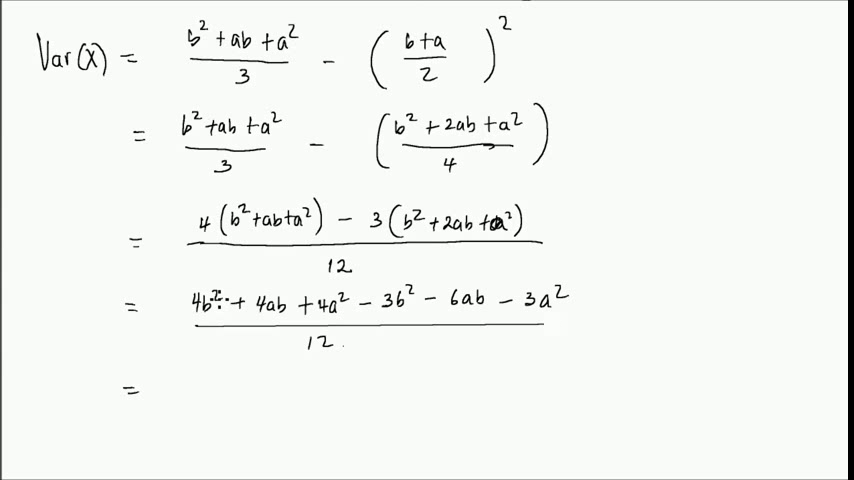 Var(X) = (b² + ab + a²)/3 - ((b+a)/2)²
= (b² + ab + a²)/3 - ((b² + 2ab + a²)/4)
= (4(b² + ab + a²) - 3(b² + 2ab + a²))/12
= (4b² + 4ab + 4a² - 3b² - 6ab - 3a²)/12
=